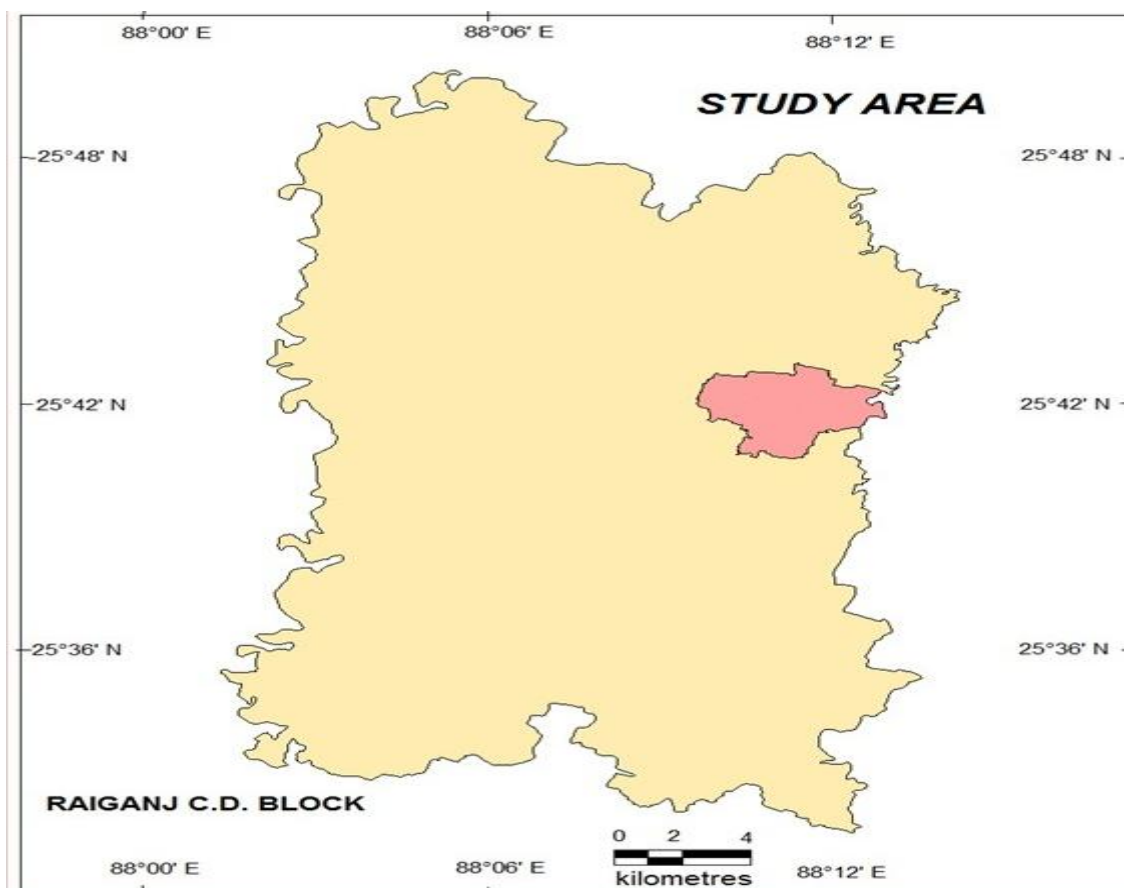 88°00' E 88°06' E 88°12' E
STUDY AREA
25°48' N 25°48' N
25°42' N 25°42' N
25°36' N 25°36' N
RAIGANJ C.D. BLOCK
0 2 4
kilometres
88°00' E 88°06' E 88°12' E